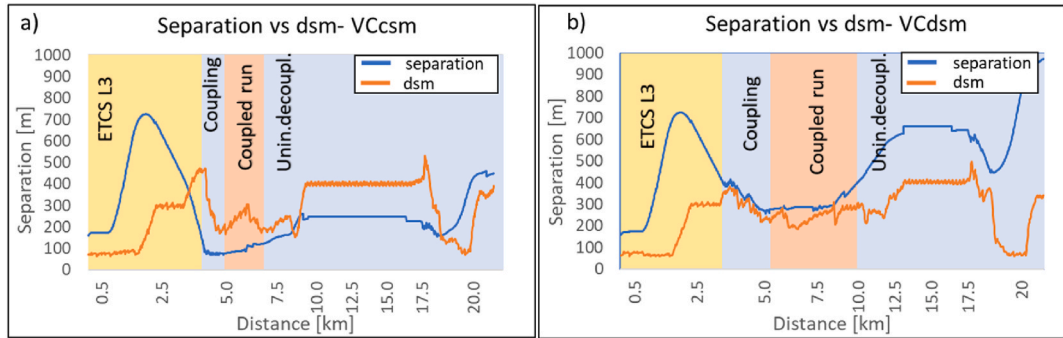 a)
Separation vs dsm- VCcsm
separation
dsm
ETCS L3
Coupling
Coupled run
Unin.decoupl.
Separation [m]
1000
900
800
700
600
500
400
300
200
100
0
0.5
2.5
5.0
7.5
10.0
12.5
15.0
17.5
20.0
Distance [km]
b)
Separation vs dsm- VCdsm
separation
dsm
ETCS L3
Coupling
Coupled run
Unin.decoupl.
Separation [m]
1000
900
800
700
600
500
400
300
200
100
0
0.5
2.5
5.0
7.5
10.0
12.5
15.0
17.5
20
Distance [km]